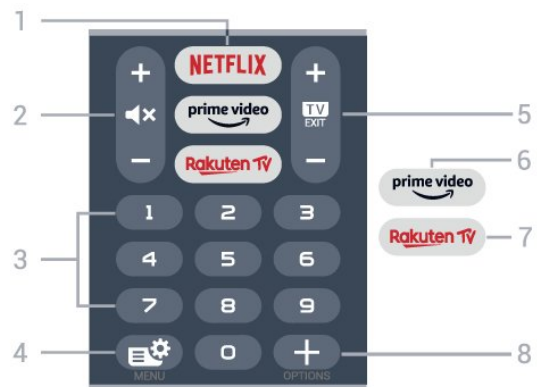 1
NETFLIX
+ +
2
prime video
TV
EXIT
5
6
prime video
− −
Rakuten TV
1 2 3
Rakuten TV
7
3
4 5 6
7 8 9
4
0
+
8
MENU
OPTIONS